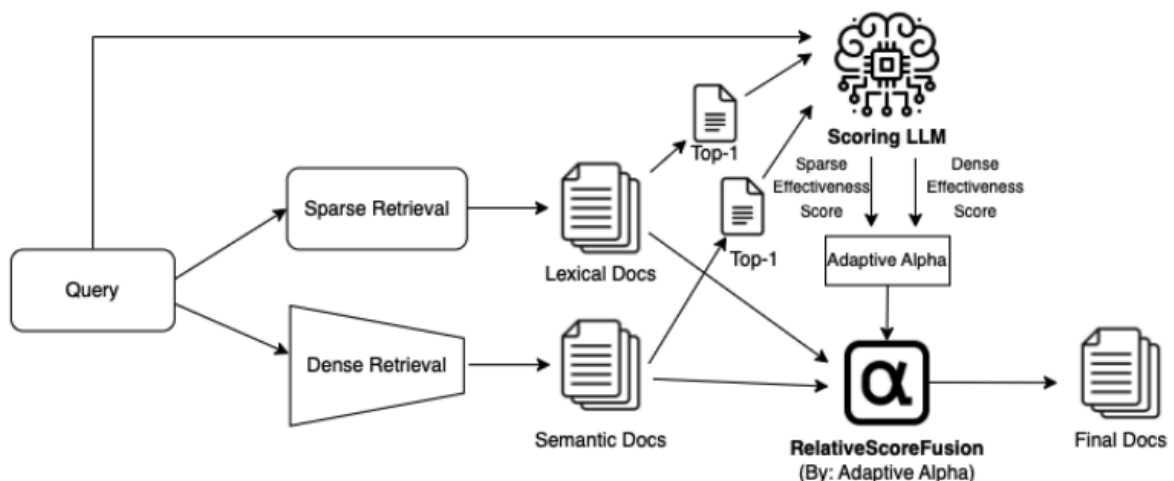 Scoring LLM
Top-1
Sparse
Effectiveness
Score
Dense
Effectiveness
Score
Sparse Retrieval
Lexical Docs
Top-1
Adaptive Alpha
Query
Dense Retrieval
Semantic Docs
α
RelativeScoreFusion
(By: Adaptive Alpha)
Final Docs